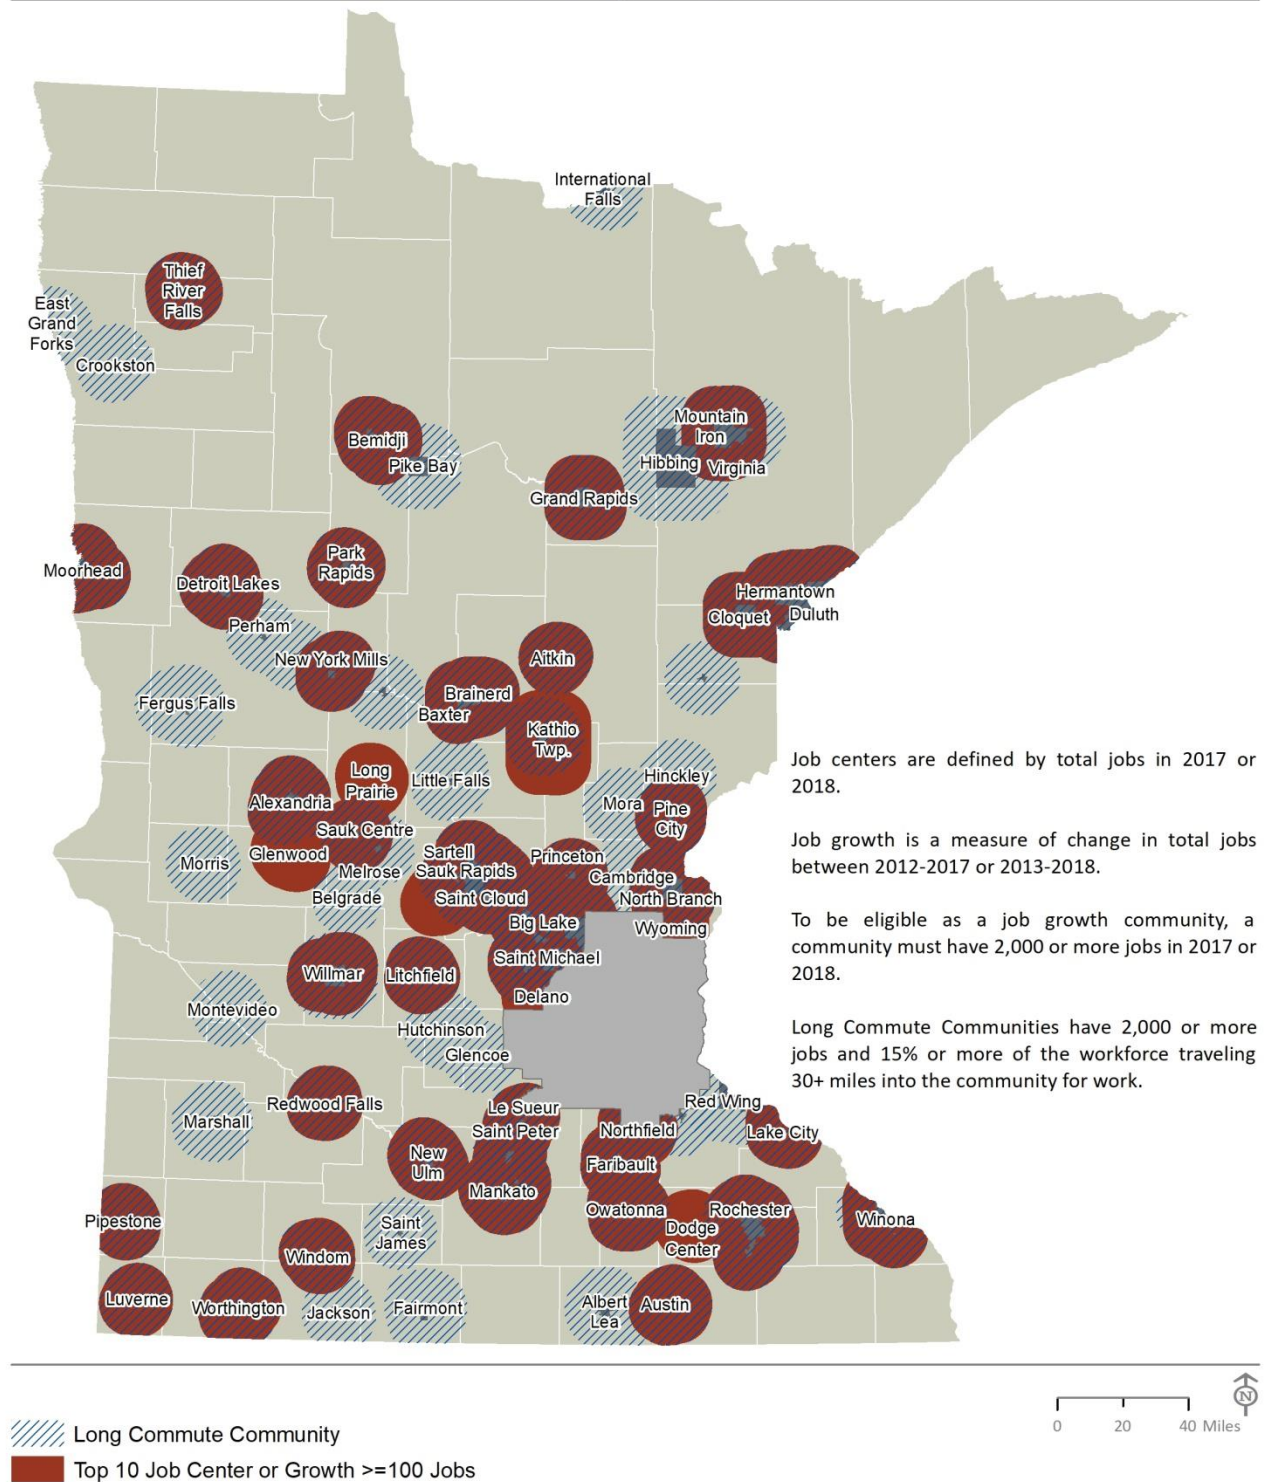 International
Falls
Thief
River
Falls
East
Grand
Forks
Crookston
Mountain
Iron
Bemidji
Pike Bay
Hibbing
Virginia
Grand Rapids
Park
Rapids
Moorhead
Detroit Lakes
Hermantown
Cloquet
Duluth
Perham
New York Mills
Aitkin
Fergus Falls
Brainerd
Baxter
Kathio
Twp.
Long
Prairie
Little Falls
Hinckley
Alexandria
Mora
Pine
City
Sauk Centre
Glenwood
Morris
Melrose
Sartell
Sauk Rapids
Princeton
Cambridge
Belgrade
Saint Cloud
North Branch
Big Lake
Wyoming
Saint Michael
Willmar
Litchfield
Delano
Montevideo
Hutchinson
Glencoe
Redwood Falls
Le Sueur
Red Wing
Marshall
Saint Peter
Northfield
Lake City
New
Ulm
Faribault
Mankato
Owatonna
Rochester
Pipestone
Saint
James
Dodge
Center
Winona
Windom
Luverne
Worthington
Jackson
Fairmont
Albert
Lea
Austin
Job centers are defined by total jobs in 2017 or
2018.
Job growth is a measure of change in total jobs
between 2012-2017 or 2013-2018.
To be eligible as a job growth community, a
community must have 2,000 or more jobs in 2017 or
2018.
Long Commute Communities have 2,000 or more
jobs and 15% or more of the workforce traveling
30+ miles into the community for work.
N
0 20 40 Miles
Long Commute Community
Top 10 Job Center or Growth >=100 Jobs